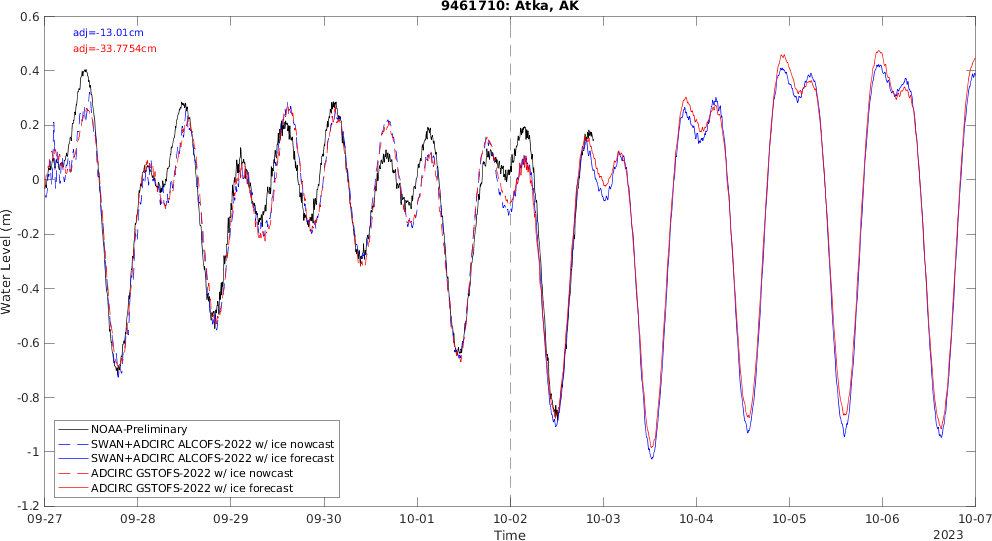 9461710: Atka, AK
adj=-13.01cm
adj=-33.7754cm
Water Level (m)
0.6
0.4
0.2
0
-0.2
-0.4
-0.6
-0.8
-1
-1.2
NOAA-Preliminary
SWAN+ADCIRC ALCOFS-2022 w/ ice nowcast
SWAN+ADCIRC ALCOFS-2022 w/ ice forecast
ADCIRC GSTOFS-2022 w/ ice nowcast
ADCIRC GSTOFS-2022 w/ ice forecast
09-27 09-28 09-29 09-30 10-01 10-02 10-03 10-04 10-05 10-06 10-07
Time
2023